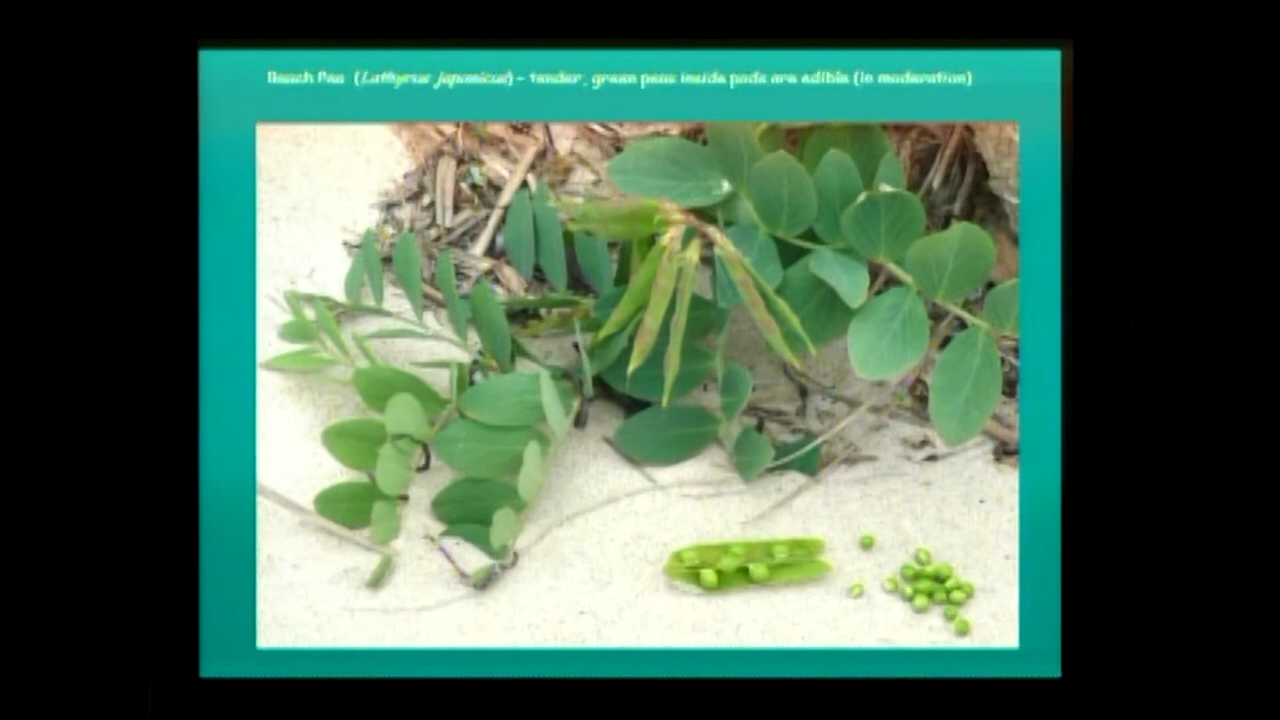 Beach Pea (Lathyrus japonicus) – tender, green peas inside pods are edible (in moderation)